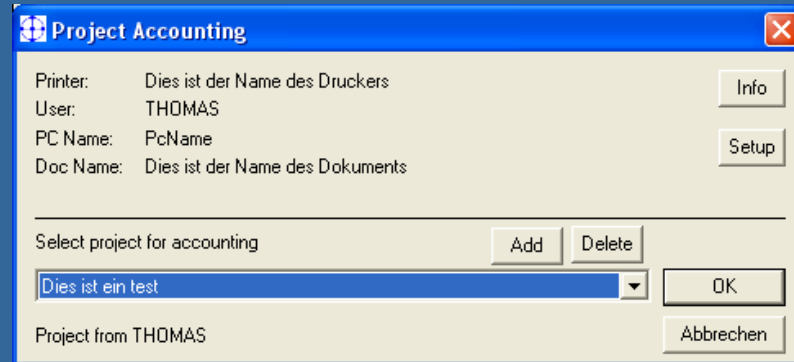 Project Accounting
Printer: Dies ist der Name des Druckers
Info
User: THOMAS
PC Name: PcName
Setup
Doc Name: Dies ist der Name des Dokuments
Select project for accounting
Add
Delete
Dies ist ein test
OK
Project from THOMAS
Abbrechen